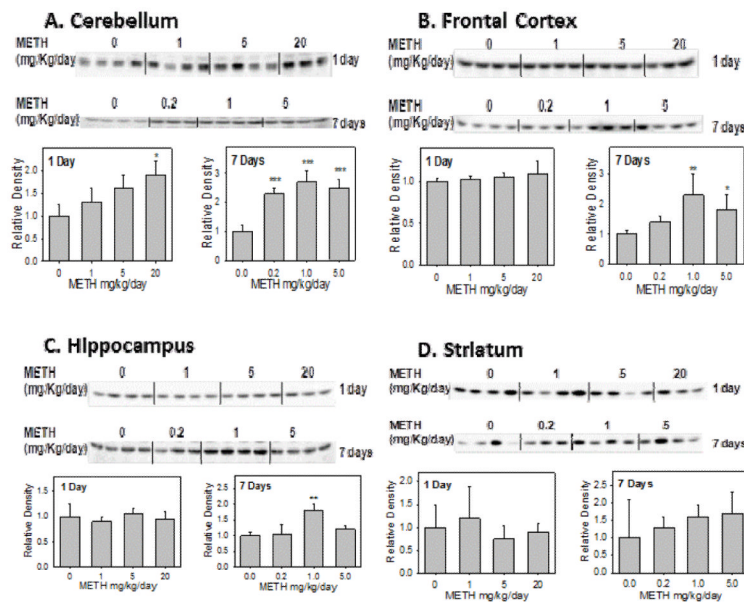 A. Cerebellum
METH 0 1 5 20
(mg/Kg/day) 1 day
METH 0 0.2 1 5
(mg/Kg/day) 7 days
Relative Density
2.0
1.5
1.0
0.5
0.0
1 Day
*
0 1 5 20
METH mg/kg/day
Relative Density
3
2
1
0
7 Days
*** *** ***
0.0 0.2 1.0 5.0
METH mg/kg/day
B. Frontal Cortex
METH 0 1 5 20
(mg/Kg/day) 1 day
METH 0 0.2 1 5
(mg/Kg/day) 7 days
Relative Density
1.0
0.5
0.0
1 Day
0 1 5 20
METH mg/kg/day
Relative Density
3
2
1
0
7 Days
** *
0.0 0.2 1.0 5.0
METH mg/kg/day
C. Hippocampus
METH 0 1 5 20
(mg/Kg/day) 1 day
METH 0 0.2 1 5
(mg/Kg/day) 7 days
Relative Density
1.5
1.0
0.5
0.0
1 Day
0 1 5 20
METH mg/kg/day
Relative Density
2.0
1.5
1.0
0.5
0.0
7 Days
**
0.0 0.2 1.0 5.0
METH mg/kg/day
D. Striatum
METH 0 1 5 20
(mg/Kg/day) 1 day
METH 0 0.2 1 5
(mg/Kg/day) 7 days
Relative Density
2.0
1.5
1.0
0.5
0.0
1 Day
0 1 5 20
METH mg/kg/day
Relative Density
2.0
1.5
1.0
0.5
0.0
7 Days
0.0 0.2 1.0 5.0
METH mg/kg/day